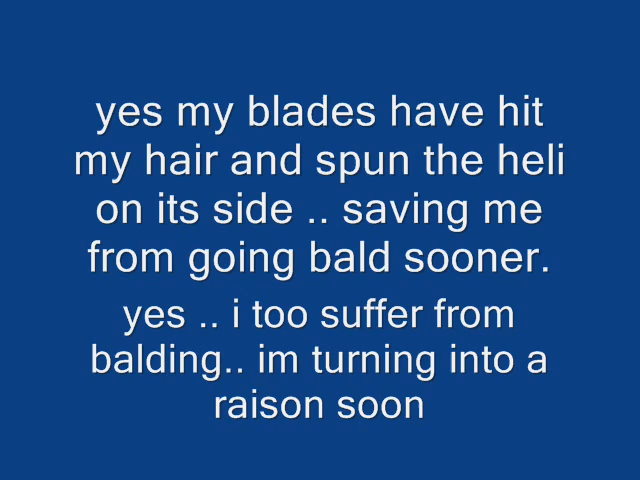 yes my blades have hit
my hair and spun the heli
on its side .. saving me
from going bald sooner.
yes .. i too suffer from
balding.. im turning into a
raison soon